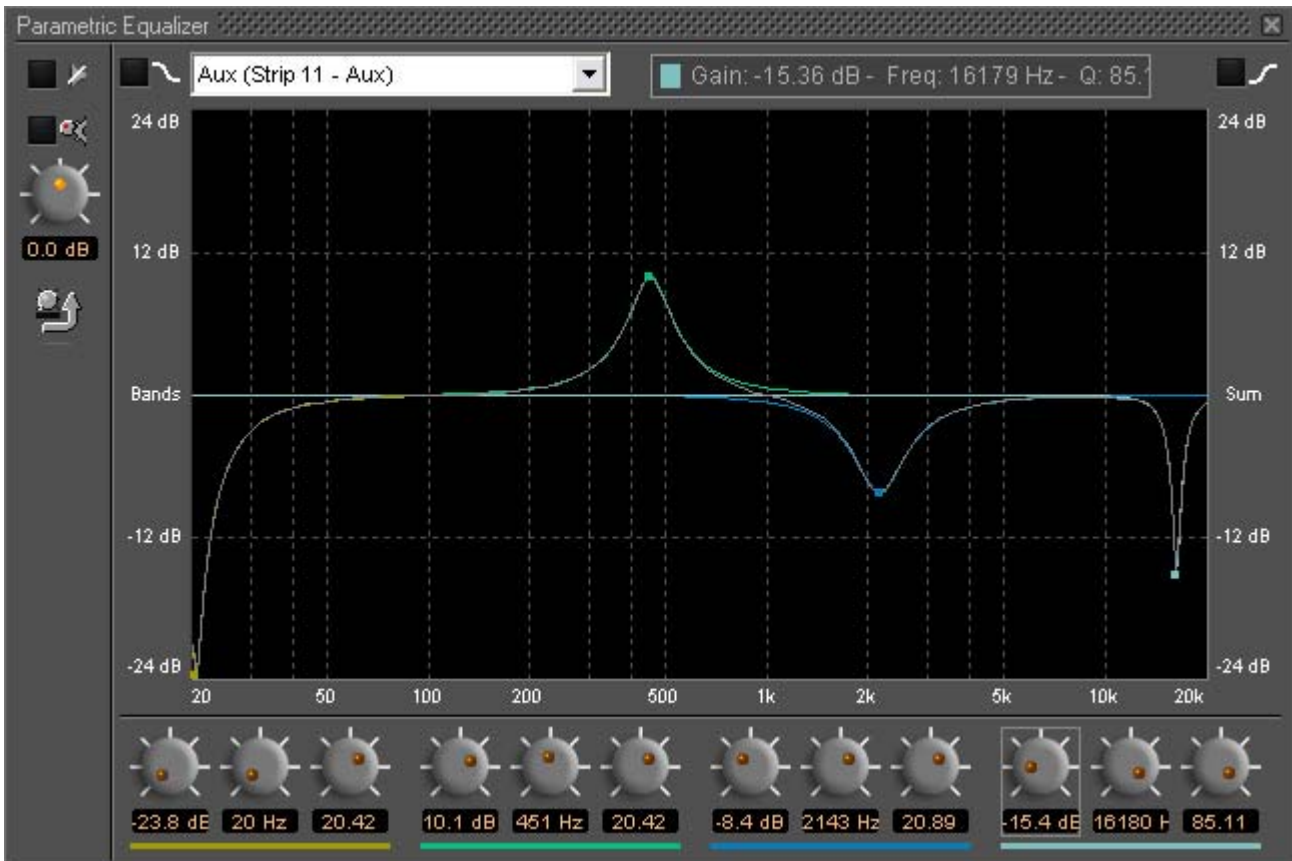 Parametric Equalizer
Aux (Strip 11 - Aux)
Gain: -15.36 dB - Freq: 16179 Hz - Q: 85.1
24 dB
24 dB
0.0 dB
12 dB
12 dB
Bands
Sum
-12 dB
-12 dB
-24 dB
-24 dB
20 50 100 200 500 1k 2k 5k 10k 20k
-23.8 dB 20 Hz 20.42 10.1 dB 451 Hz 20.42 -8.4 dB 2143 Hz 20.89 -15.4 dB 16180 H 85.11